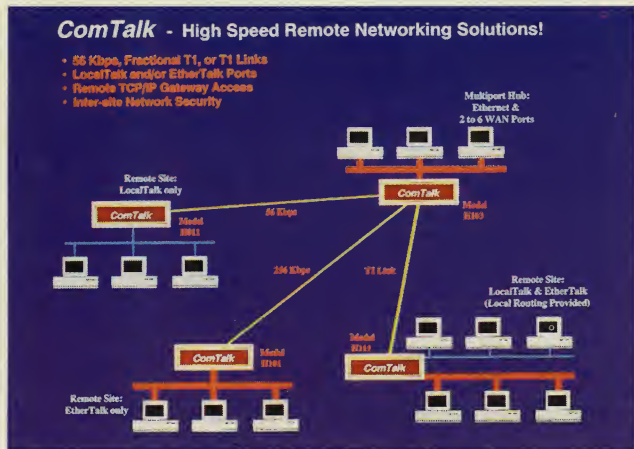 ComTalk - High Speed Remote Networking Solutions!
• 56 Kbps, Fractional T1, or T1 Links
• LocalTalk and/or EtherTalk Ports
• Remote TCP/IP Gateway Access
• Inter-site Network Security
Multiport Hub:
Ethernet &
2 to 6 WAN Ports
Remote Site:
LocalTalk only
ComTalk
Model
H011
56 Kbps
ComTalk
Model
H103
256 Kbps
T1 Link
Remote Site:
LocalTalk & EtherTalk
(Local Routing Provided)
ComTalk
Model
H101
Model
ComTalk
Remote Site:
EtherTalk only